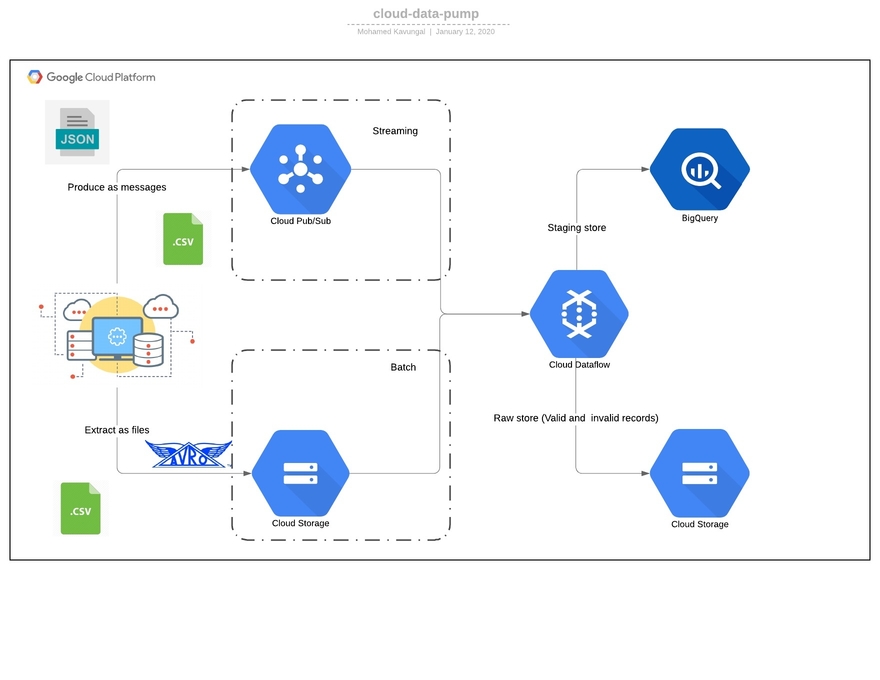 cloud-data-pump
Mohamed Kavungal | January 12, 2020
Google Cloud Platform
JSON
Streaming
Produce as messages
Cloud Pub/Sub
BigQuery
.CSV
Staging store
Cloud Dataflow
Batch
Raw store (Valid and invalid records)
Extract as files
AVRO
.CSV
Cloud Storage
Cloud Storage